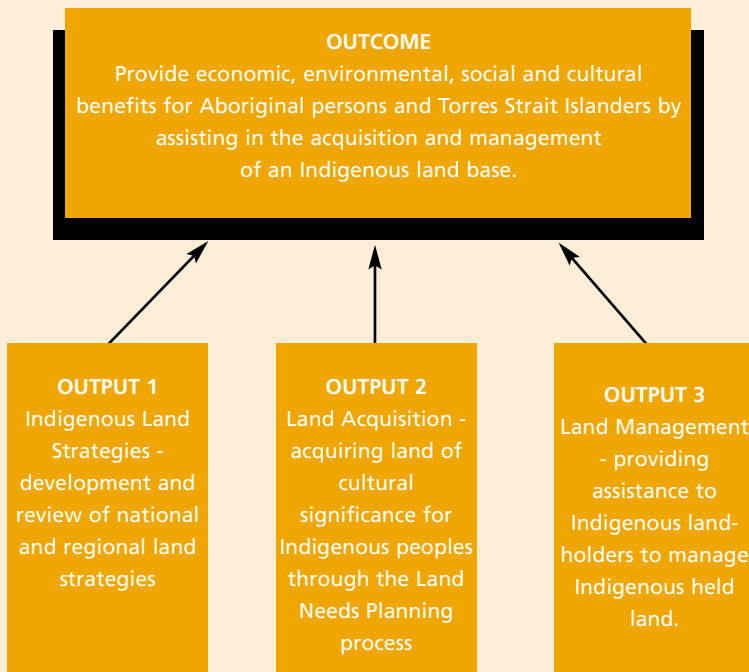 OUTCOME
Provide economic, environmental, social and cultural
benefits for Aboriginal persons and Torres Strait Islanders by
assisting in the acquisition and management
of an Indigenous land base.
OUTPUT 1
Indigenous Land
Strategies -
development and
review of national
and regional land
strategies
OUTPUT 2
Land Acquisition -
acquiring land of
cultural
significance for
Indigenous peoples
through the Land
Needs Planning
process
OUTPUT 3
Land Management
- providing
assistance to
Indigenous land-
holders to manage
Indigenous held
land.